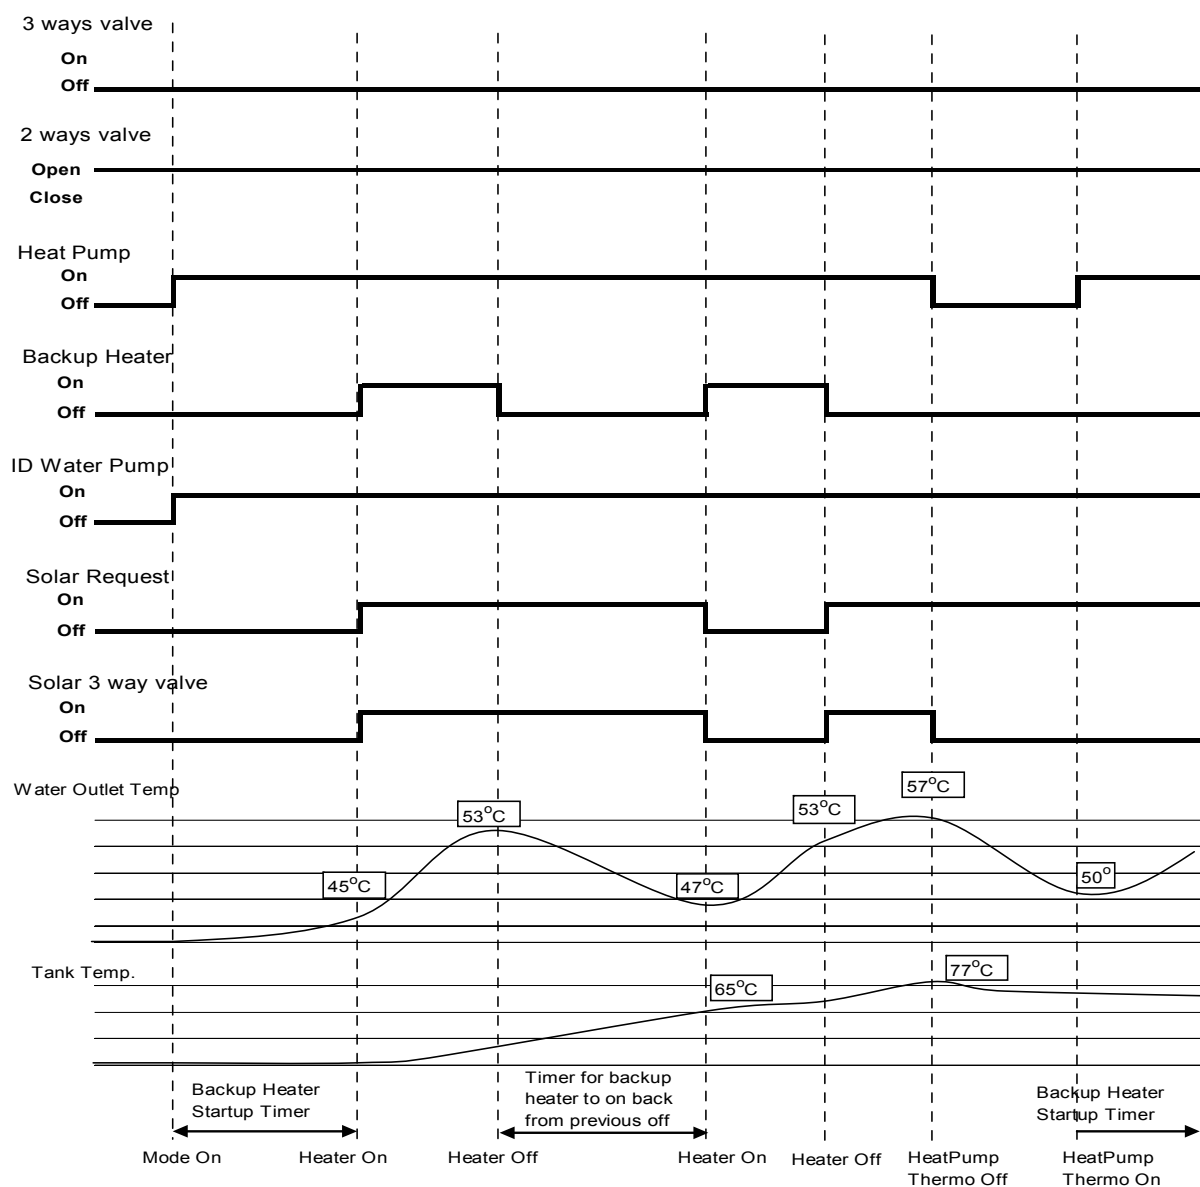 3 ways valve
On
Off
2 ways valve
Open
Close
Heat Pump
On
Off
Backup Heater
On
Off
ID Water Pump
On
Off
Solar Request
On
Off
Solar 3 way valve
On
Off
Water Outlet Temp
57°C
53°C
53°C
45°C
47°C
50°
Tank Temp.
77°C
65°C
Backup Heater
Startup Timer
Timer for backup
heater to on back
from previous off
Backup Heater
Startup Timer
Mode On
Heater On
Heater Off
Heater On
Heater Off
HeatPump
Thermo Off
HeatPump
Thermo On